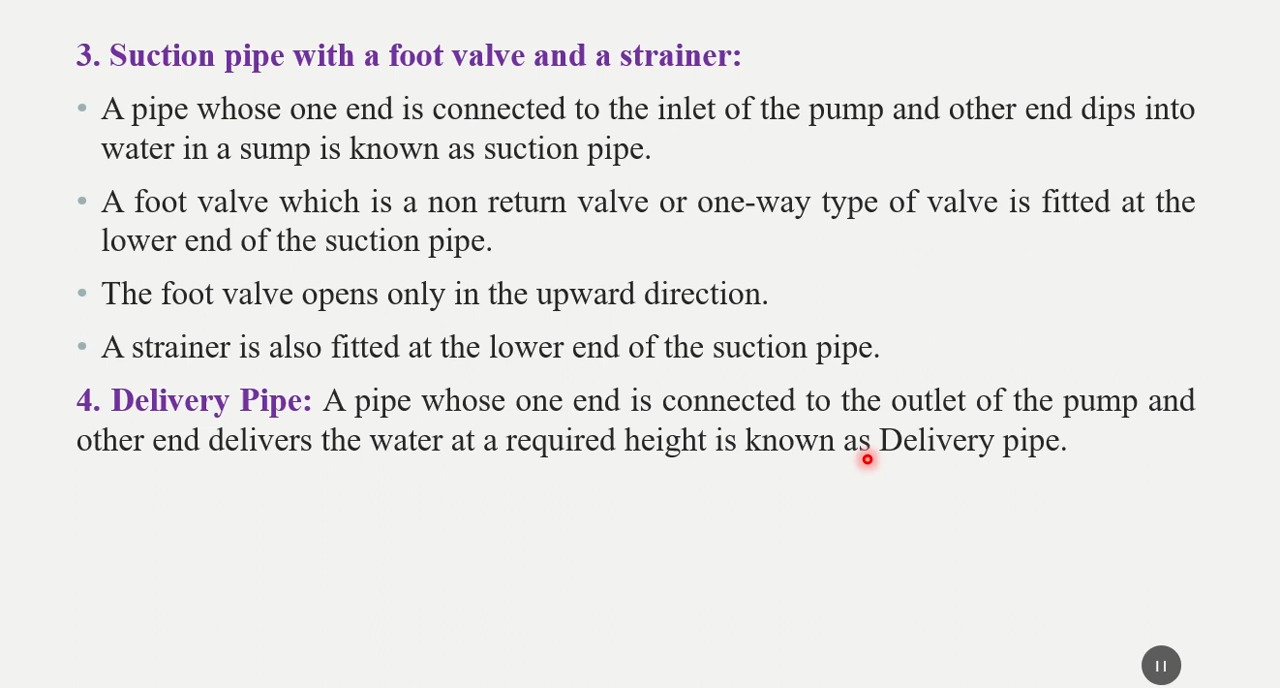 3. Suction pipe with a foot valve and a strainer:
• A pipe whose one end is connected to the inlet of the pump and other end dips into
water in a sump is known as suction pipe.
• A foot valve which is a non return valve or one-way type of valve is fitted at the
lower end of the suction pipe.
• The foot valve opens only in the upward direction.
• A strainer is also fitted at the lower end of the suction pipe.
4. Delivery Pipe: A pipe whose one end is connected to the outlet of the pump and
other end delivers the water at a required height is known as Delivery pipe.